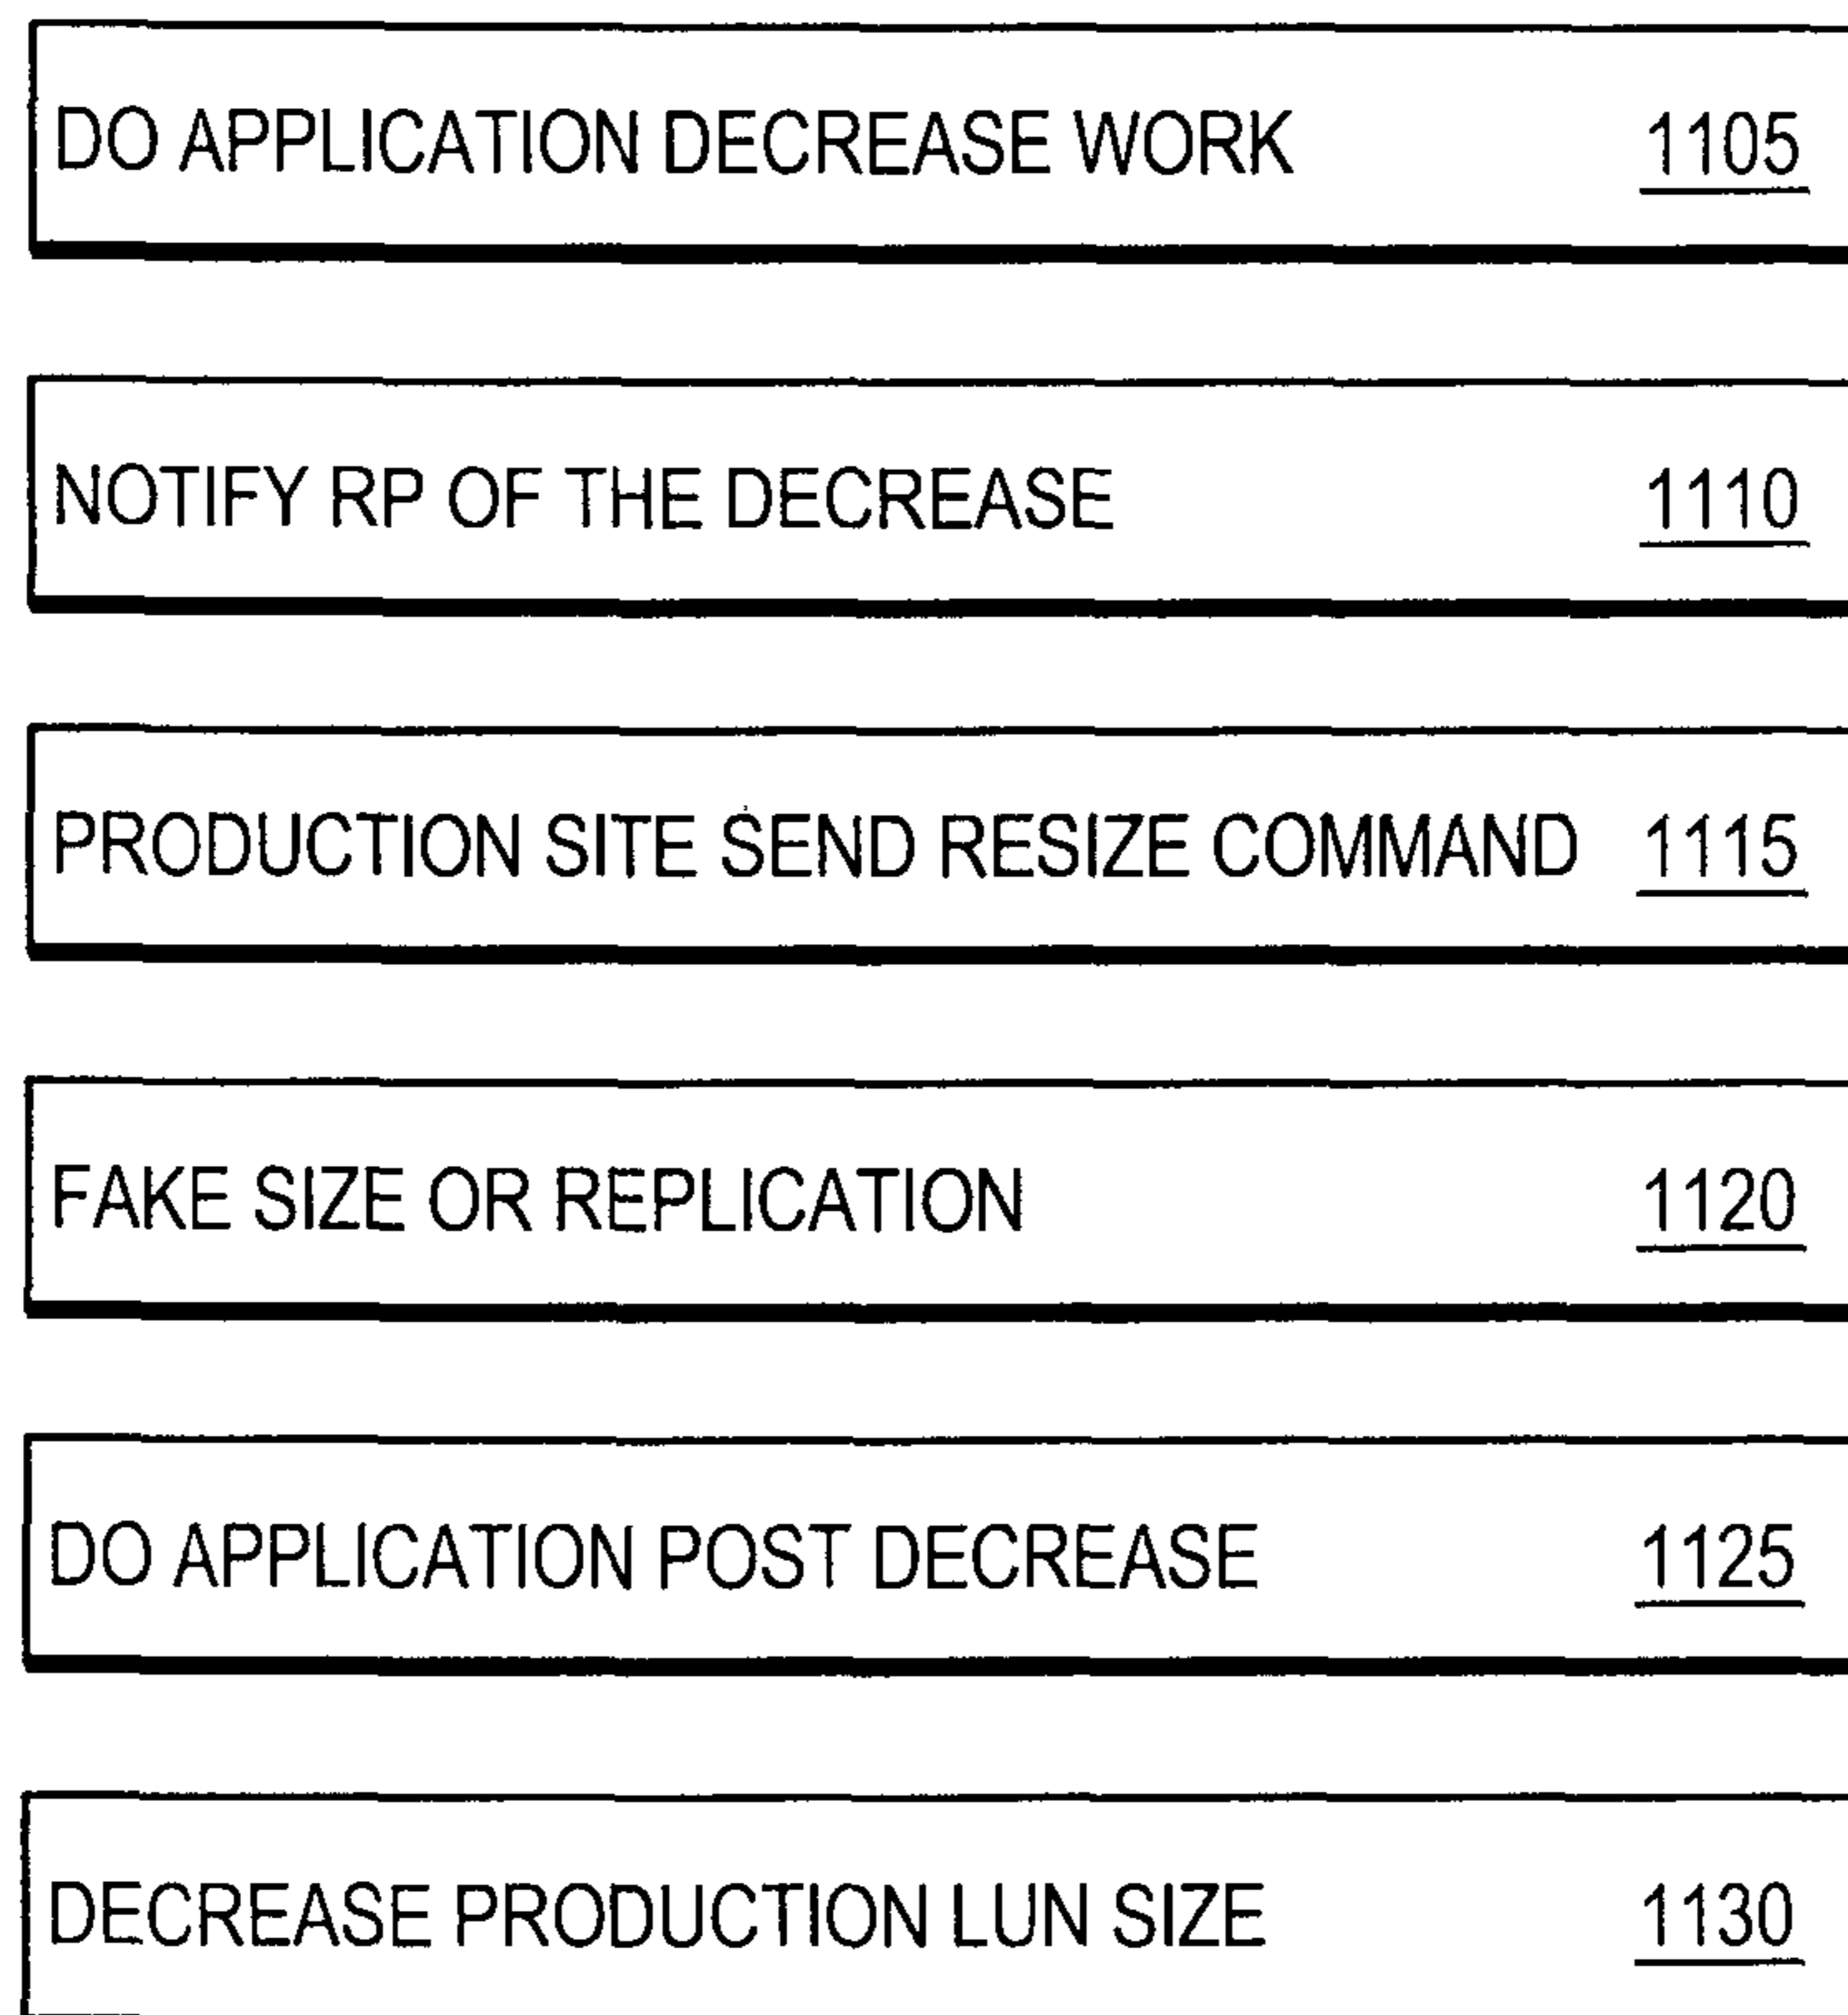 DO APPLICATION DECREASE WORK 1105
NOTIFY RP OF THE DECREASE 1110
PRODUCTION SITE SEND RESIZE COMMAND 1115
FAKE SIZE OR REPLICATION 1120
DO APPLICATION POST DECREASE 1125
DECREASE PRODUCTION LUN SIZE 1130